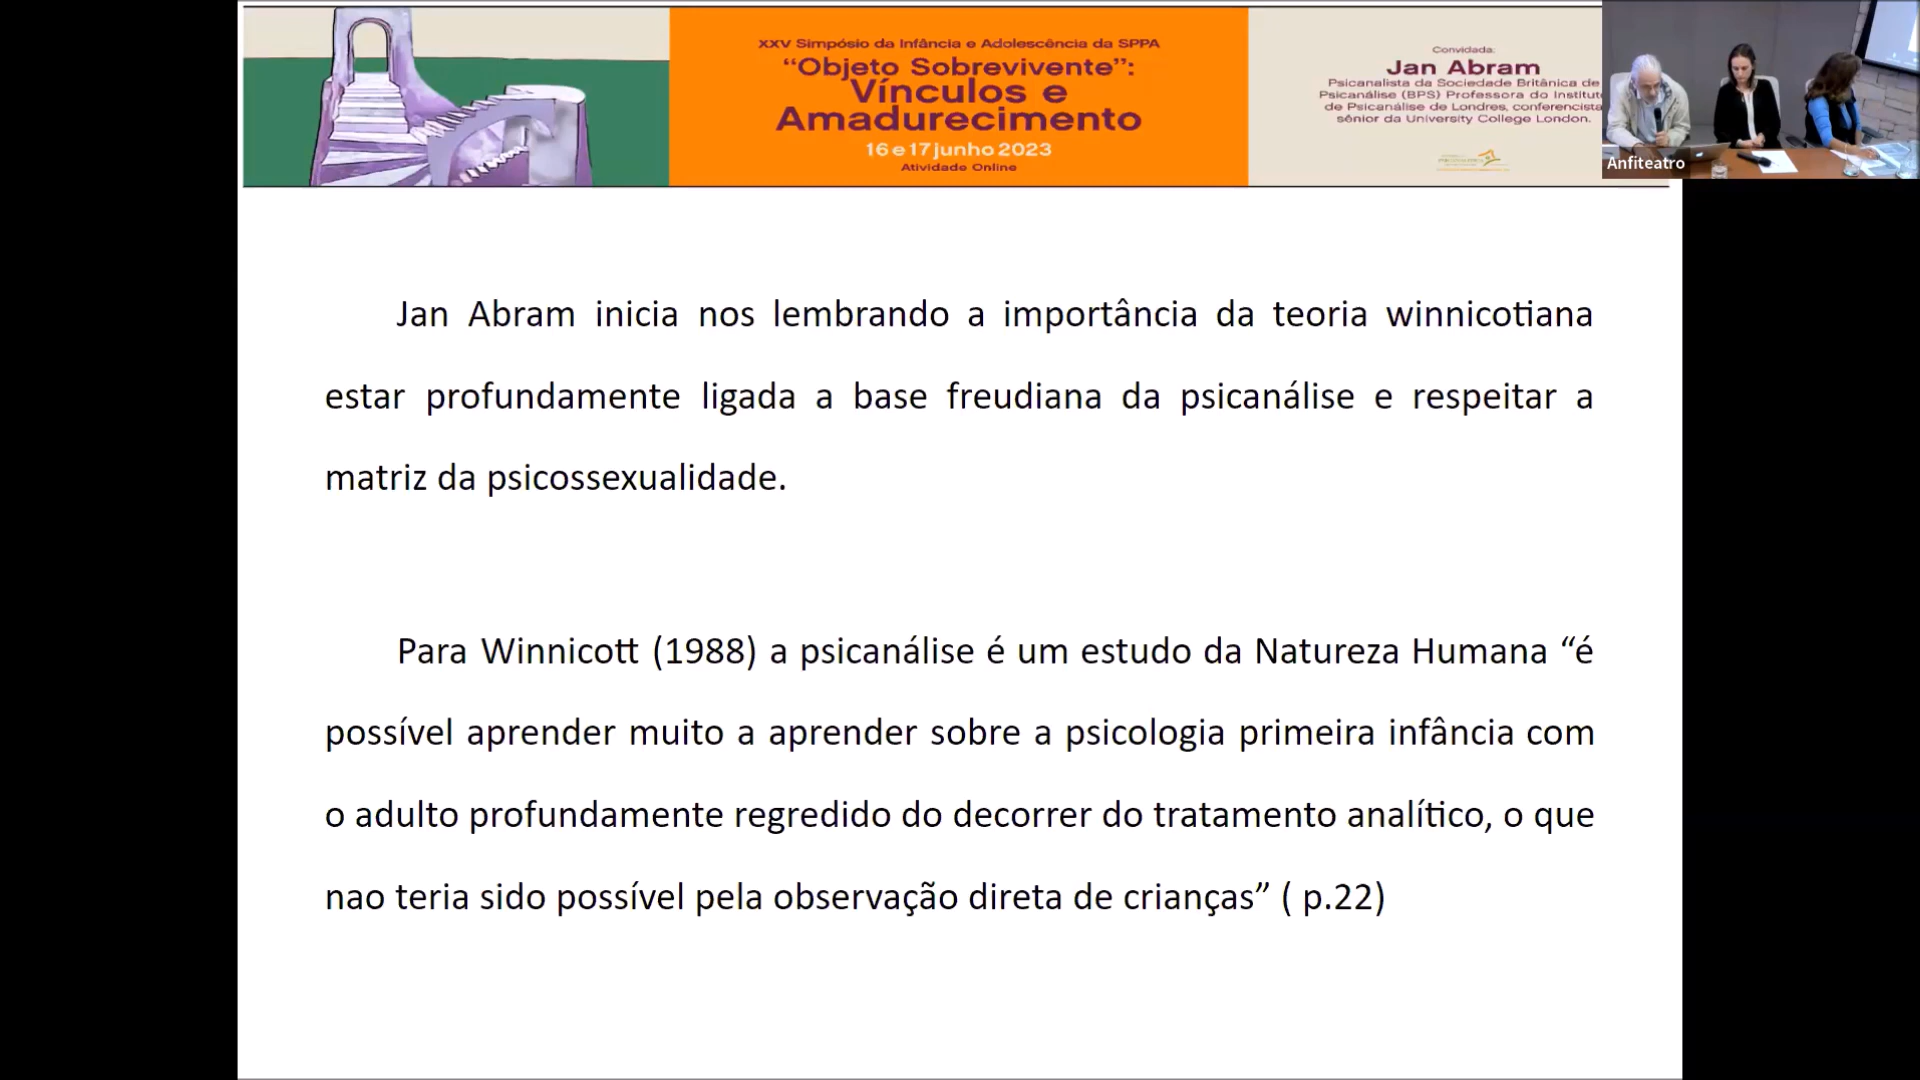 XXV Simpósio da Infância e Adolescência da SPPA
“Objeto Sobrevivente”:
Vínculos e
Amadurecimento
16 e 17 junho 2023
Atividade Online
Convidada:
Jan Abram
Psicanalista da Sociedade Britânica de
Psicanálise (BPS) Professora do Institut
de Psicanálise de Londres, conferencista
sênior da University College London.
Anfiteatro
Jan Abram inicia nos lembrando a importância da teoria winnicotiana
estar profundamente ligada a base freudiana da psicanálise e respeitar a
matriz da psicossexualidade.
Para Winnicott (1988) a psicanálise é um estudo da Natureza Humana “é
possível aprender muito a aprender sobre a psicologia primeira infância com
o adulto profundamente regredido do decorrer do tratamento analítico, o que
nao teria sido possível pela observação direta de crianças” ( p.22)